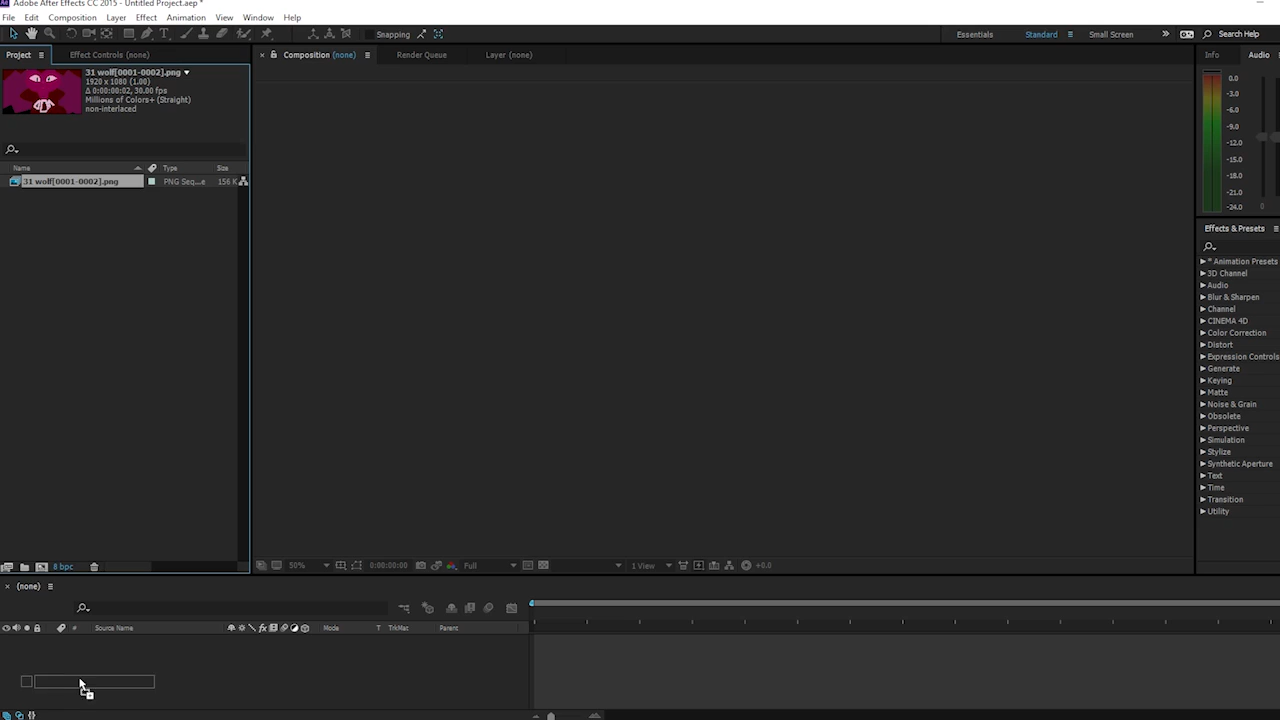 Adobe After Effects CC 2015 - Untitled Project.aep *
File Edit Composition Layer Effect Animation View Window Help
Snapping Essentials Standard Small Screen Search Help
Project Effect Controls (none) Composition (none) Render Queue Layer (none) Info Audio
31 wolf[0001-0002].png
1920 x 1080 (1.00)
Δ 0:00:00:02, 30.00 fps
Millions of Colors+ (Straight)
non-interlaced
Name Type Size
31 wolf[0001-0002].png PNG Seq...e 156 K
0.0
-3.0
-6.0
-9.0
-12.0
-15.0
-18.0
-21.0
-24.0
0
Effects & Presets
* Animation Presets
3D Channel
Audio
Blur & Sharpen
Channel
CINEMA 4D
Color Correction
Distort
Expression Controls
Generate
Keying
Matte
Noise & Grain
Obsolete
Perspective
Simulation
Stylize
Synthetic Aperture
Text
Time
Transition
Utility
8 bpc 50% 0:00:00:00 Full 1 View +0.0
(none)
# Source Name Mode T TrkMat Parent